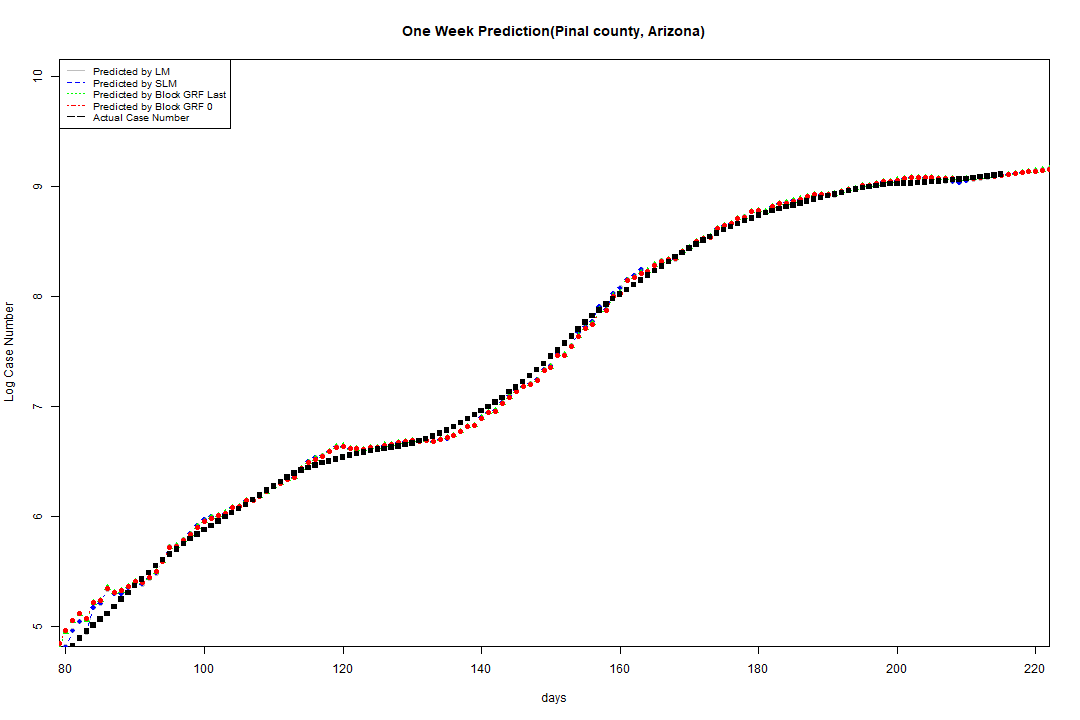 One Week Prediction(Pinal county, Arizona)
Predicted by LM
Predicted by SLM
Predicted by Block GRF Last
Predicted by Block GRF 0
Actual Case Number
10
9
8
7
6
5
Log Case Number
80 100 120 140 160 180 200 220
days